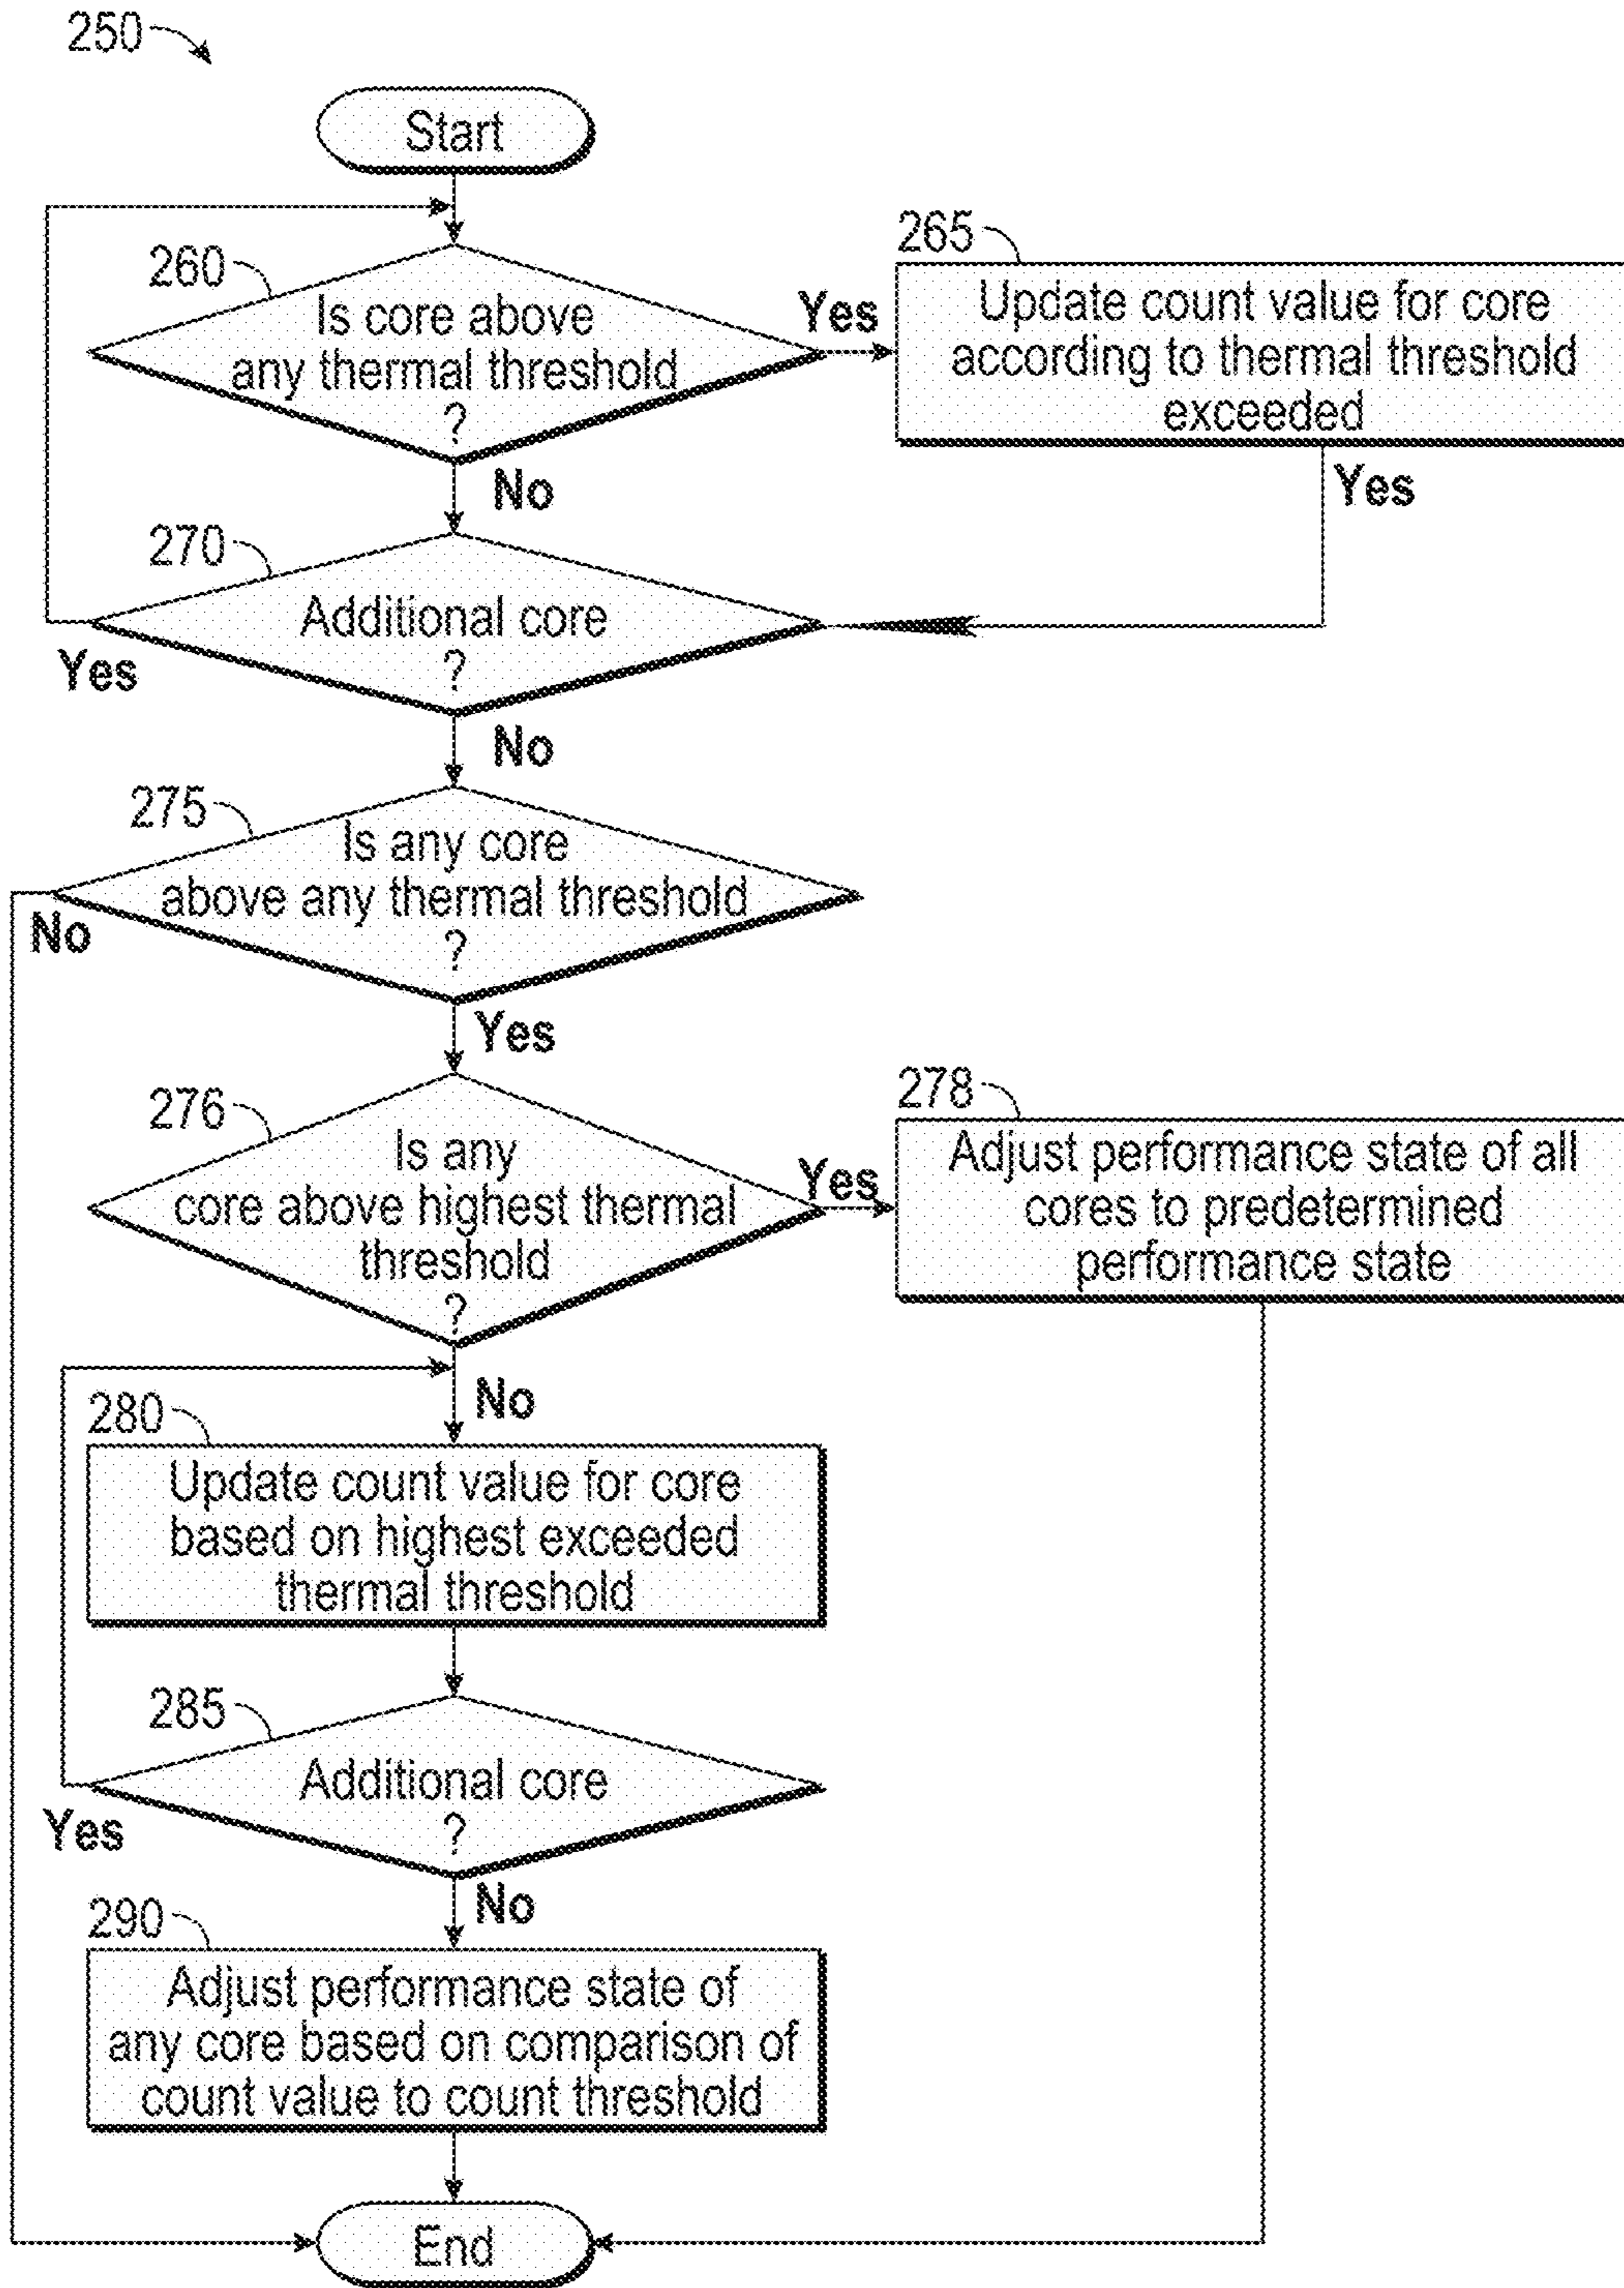 250
Start
260
Is core above
any thermal threshold
?
Yes
265
Update count value for core
according to thermal threshold
exceeded
No
Yes
270
Additional core
?
Yes
No
275
Is any core
above any thermal threshold
?
No
Yes
276
Is any
core above highest thermal
threshold
?
Yes
278
Adjust performance state of all
cores to predetermined
performance state
No
280
Update count value for core
based on highest exceeded
thermal threshold
285
Additional core
?
Yes
No
290
Adjust performance state of
any core based on comparison of
count value to count threshold
End